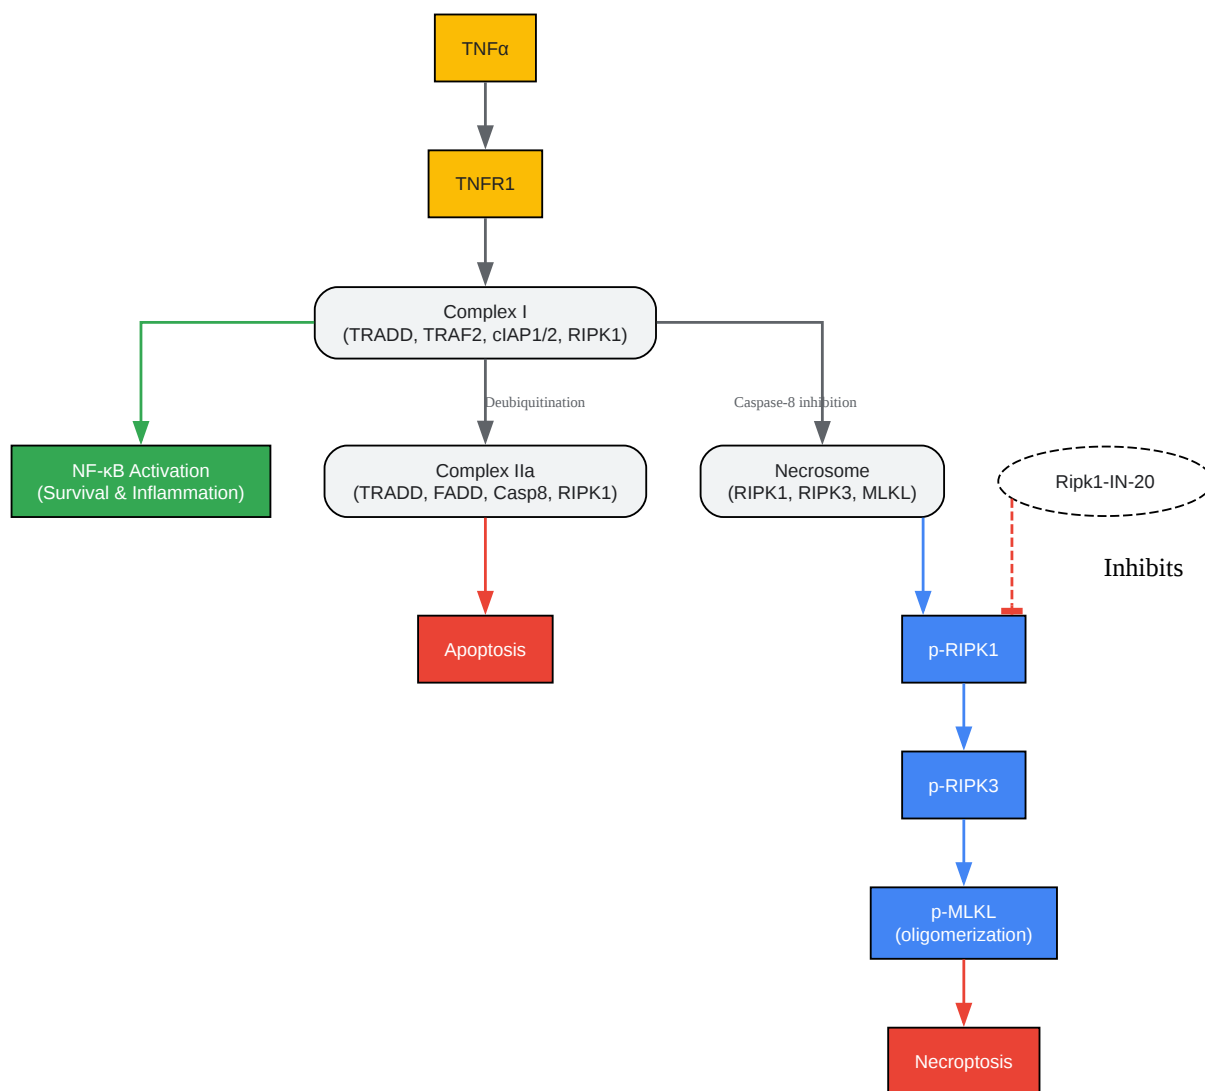 TNFα
TNFR1
Complex I
(TRADD, TRAF2, cIAP1/2, RIPK1)
Deubiquitination
Caspase-8 inhibition
NF-κB Activation
(Survival & Inflammation)
Complex IIa
(TRADD, FADD, Casp8, RIPK1)
Necrosome
(RIPK1, RIPK3, MLKL)
Ripk1-IN-20
Inhibits
Apoptosis
p-RIPK1
p-RIPK3
p-MLKL
(oligomerization)
Necroptosis